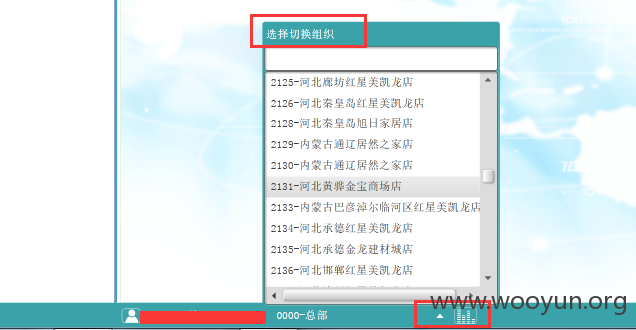 选择切换组织
2125-河北廊坊红星美凯龙店
2126-河北秦皇岛红星美凯龙店
2128-河北秦皇岛旭日家居店
2129-内蒙古通辽居然之家店
2130-内蒙古通辽居然之家店
2131-河北黄骅金宝商场店
2133-内蒙古巴彦淖尔临河区红星美凯龙店
2134-河北承德红星美凯龙店
2135-河北承德金龙建材城店
2136-河北邯郸红星美凯龙店
www.wooyun.org
0000-总部